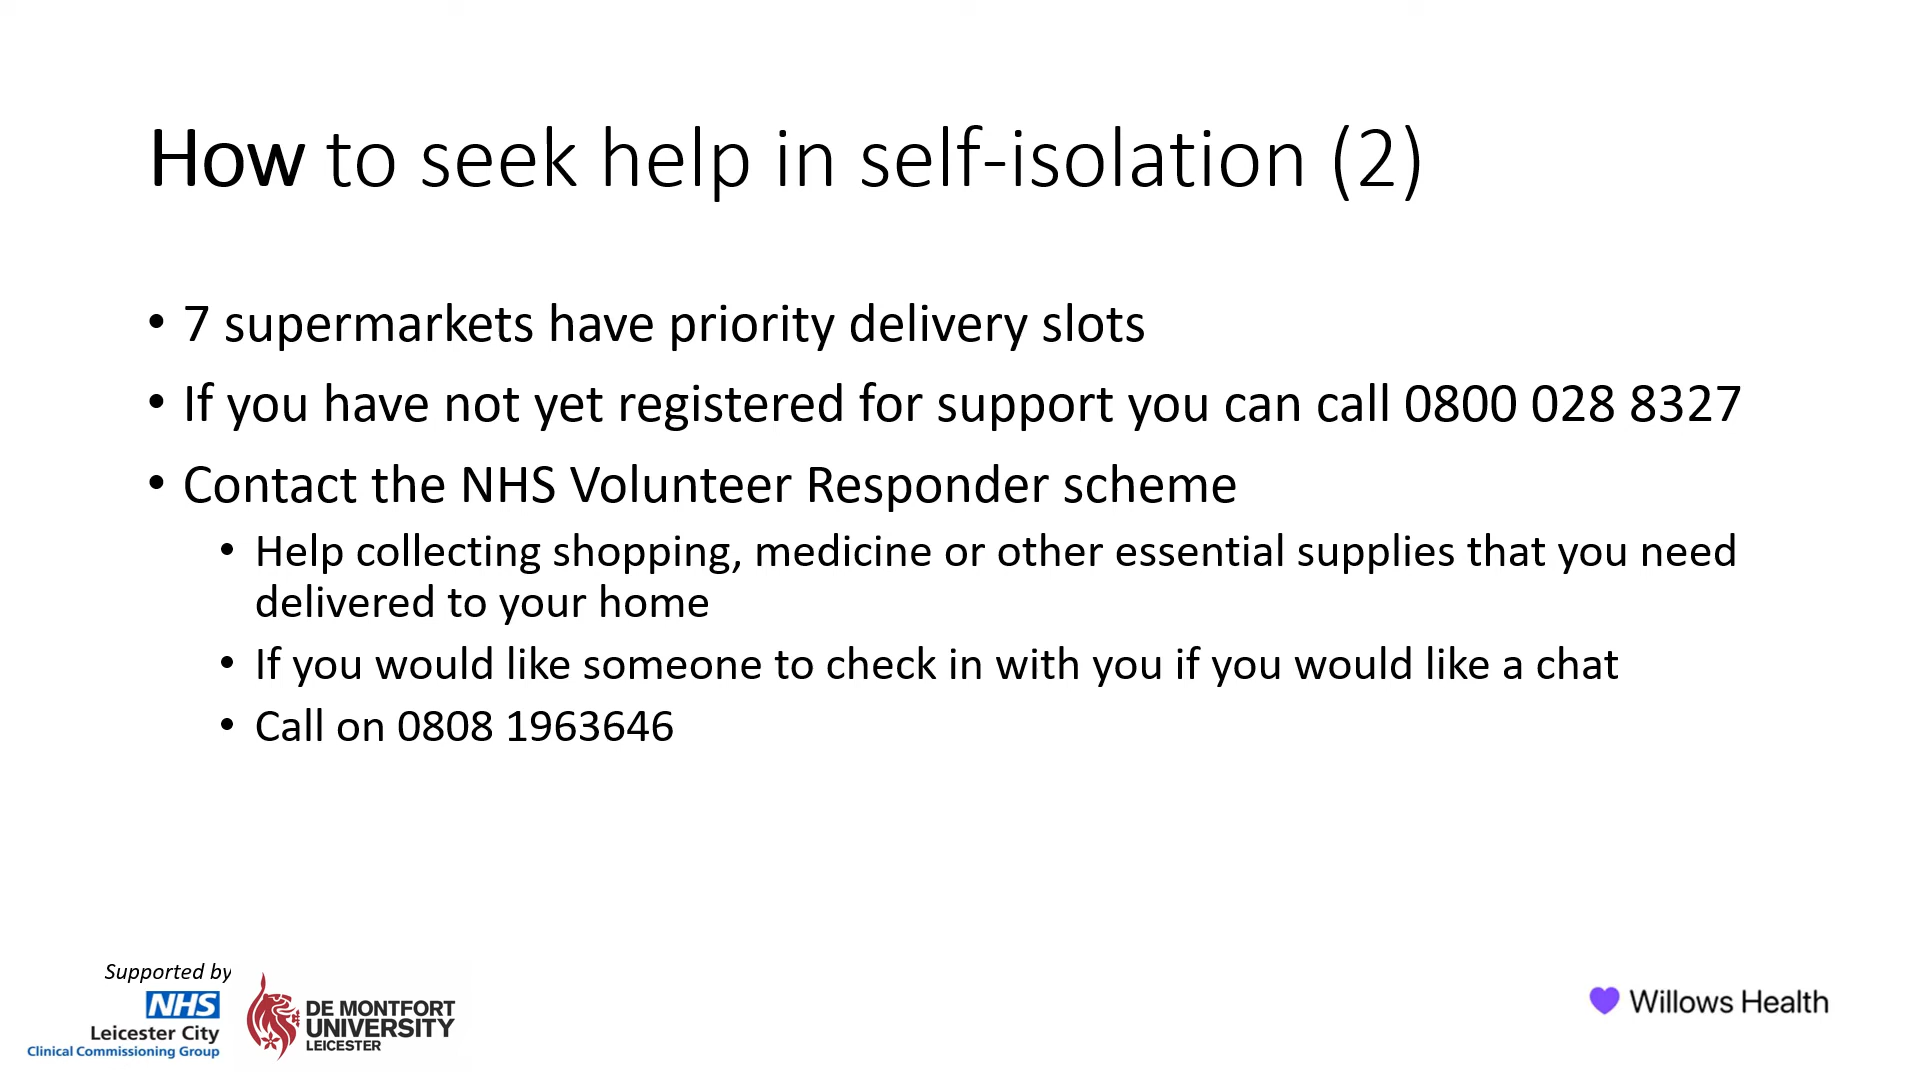 How to seek help in self-isolation (2)
• 7 supermarkets have priority delivery slots
• If you have not yet registered for support you can call 0800 028 8327
• Contact the NHS Volunteer Responder scheme
• Help collecting shopping, medicine or other essential supplies that you need
delivered to your home
• If you would like someone to check in with you if you would like a chat
• Call on 0808 1963646
Supported by
NHS
Leicester City
Clinical Commissioning Group
DE MONTFORT
UNIVERSITY
LEICESTER
Willows Health